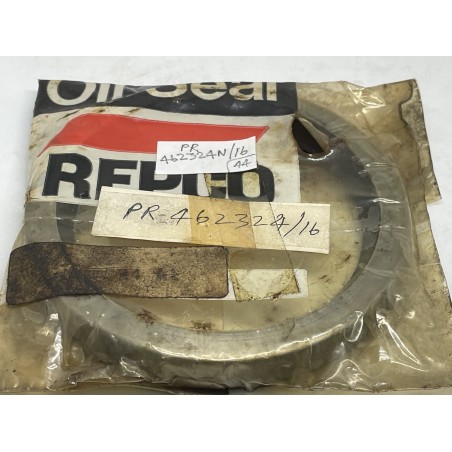 Oil Seal
REPCO
PR
462324N/16
44
PR-462324/16